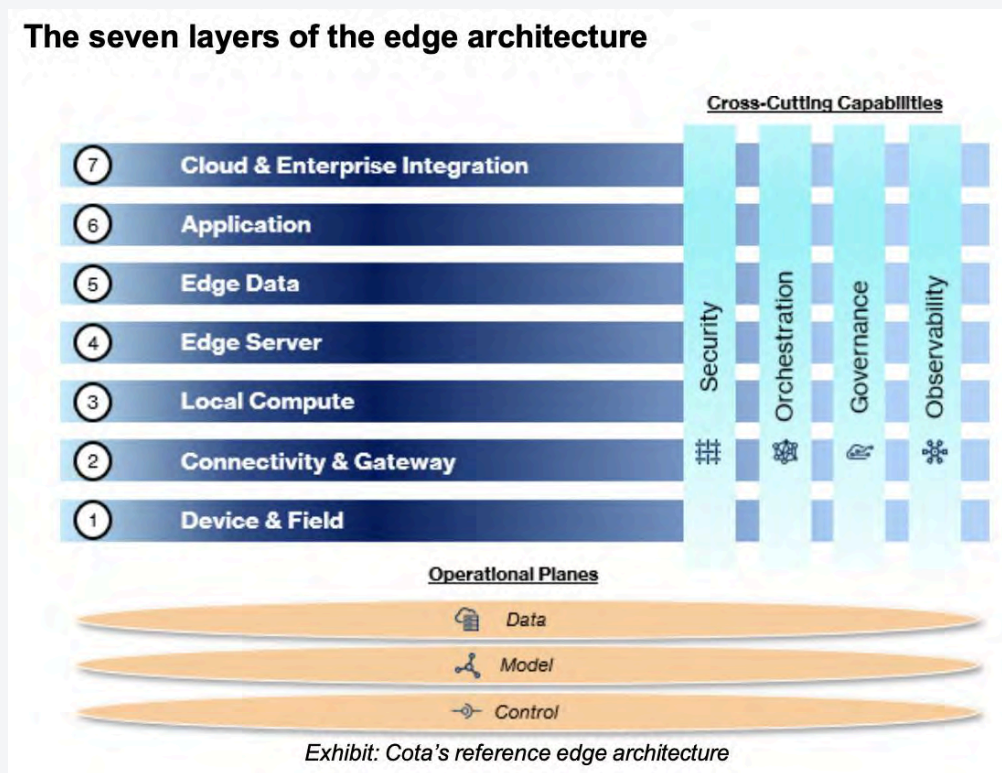 The seven layers of the edge architecture
Cross-Cutting Capabilities
7 Cloud & Enterprise Integration
6 Application
5 Edge Data
4 Edge Server
3 Local Compute
2 Connectivity & Gateway
1 Device & Field
Security
Orchestration
Governance
Observability
Operational Planes
Data
Model
Control
Exhibit: Cota's reference edge architecture